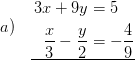 3x + 9y = 5
a)
x/3 − y/2 = −4/9